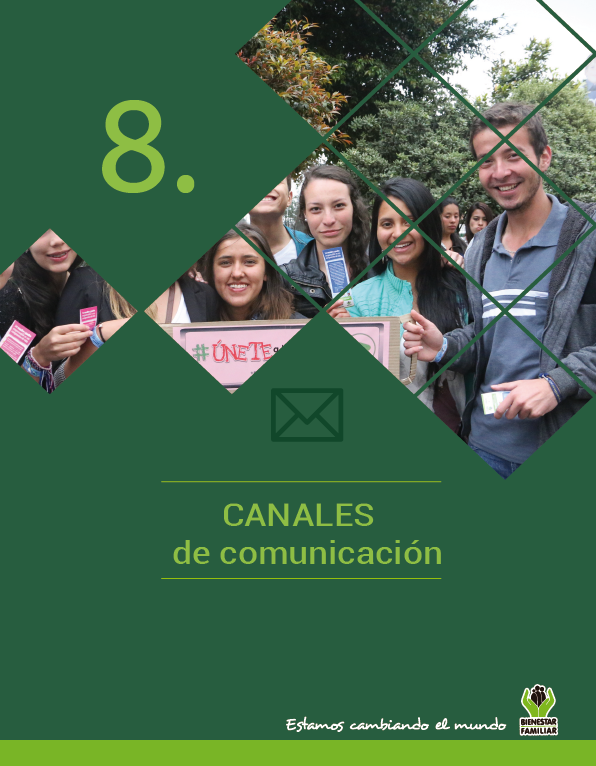 8.
#ÚNETE
CANALES
de comunicación
Estamos cambiando el mundo
BIENESTAR
FAMILIAR